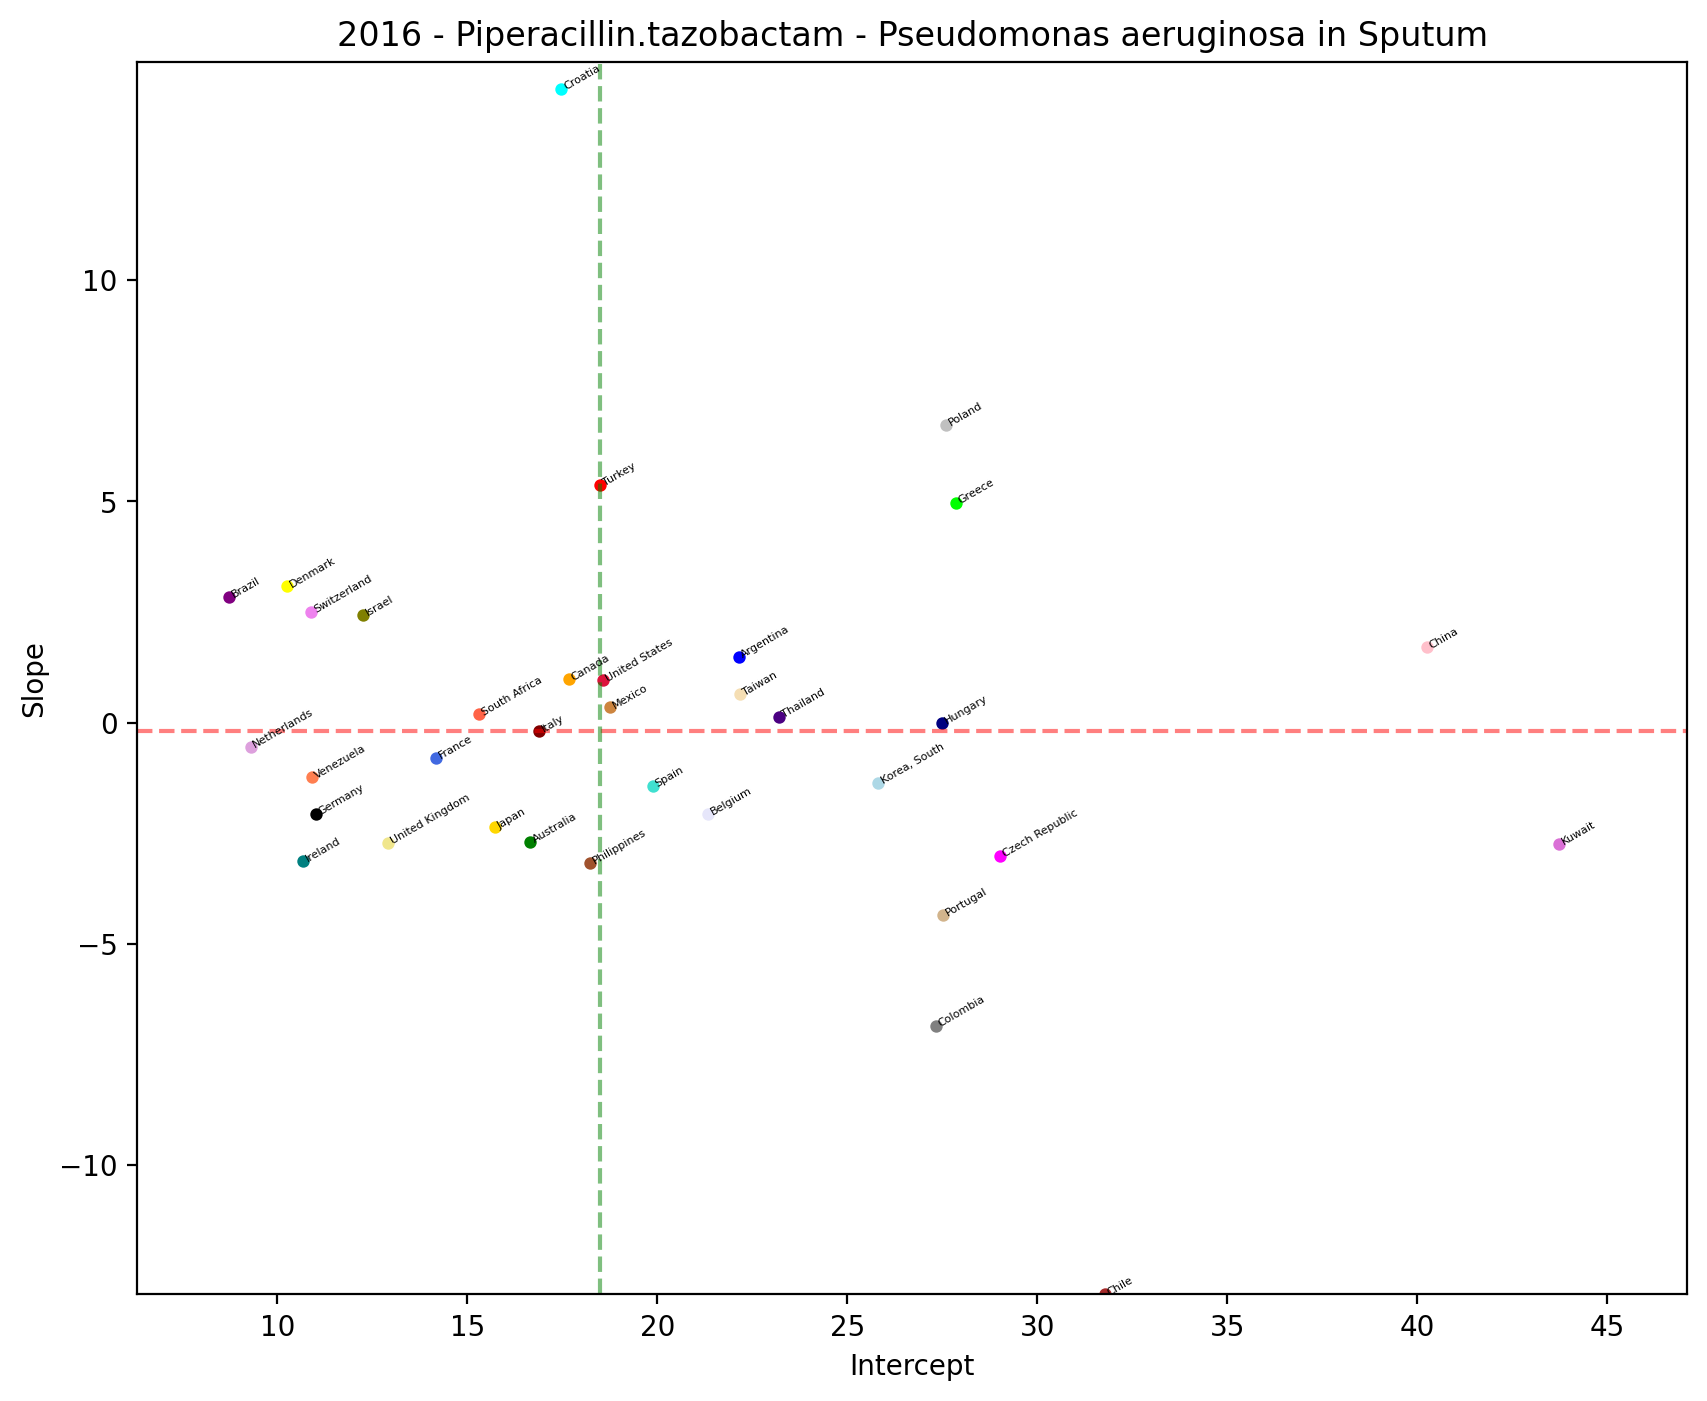 2016 - Piperacillin.tazobactam - Pseudomonas aeruginosa in Sputum
Croatia
10
Poland
Turkey
Greece
5
Denmark
Brazil
Switzerland
Israel
Argentina
China
Canada
United States
Taiwan
Mexico
South Africa
Thailand
Slope
0
Italy
Hungary
Netherlands
France
Venezuela
Spain
Korea, South
Germany
Belgium
United Kingdom
Japan
Australia
Philippines
Czech Republic
Kuwait
Ireland
Portugal
−5
Colombia
−10
Chile
10 15 20 25 30 35 40 45
Intercept